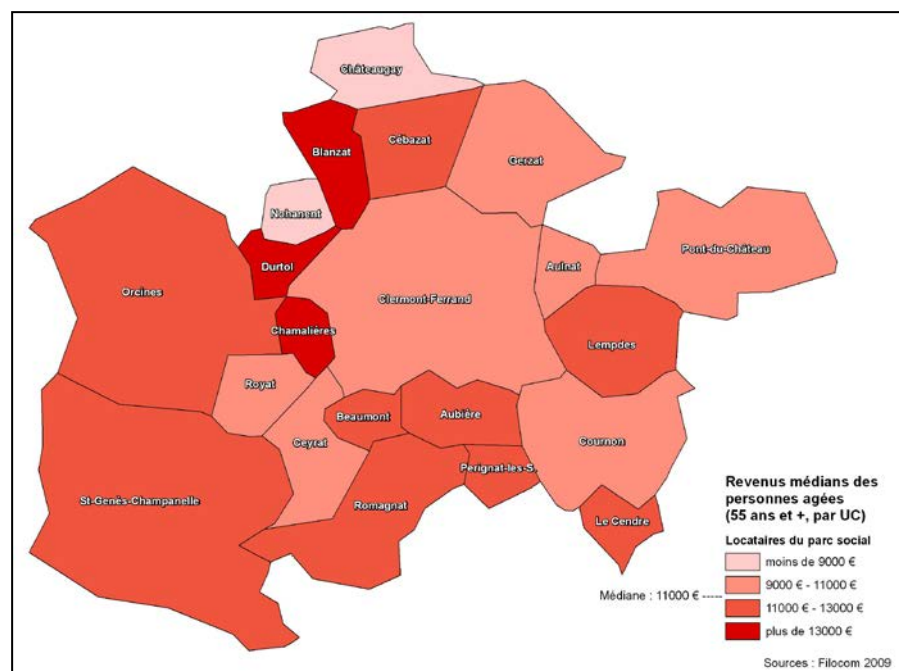 Châteaugay
Cébazat
Blanzat
Gerzat
Nohanent
Pont-du-Château
Durtol
Aulnat
Orcines
Clermont-Ferrand
Chamalières
Lempdes
Royat
Beaumont
Aubière
Ceyrat
Cournon
Pérignat-les-S.
St-Genès-Champanelle
Romagnat
Le Cendre
Revenus médians des
personnes agées
(55 ans et +, par UC)
Locataires du parc social
moins de 9000 €
9000 € - 11000 €
Médiane : 11000 €
11000 € - 13000 €
plus de 13000 €
Sources : Filocom 2009